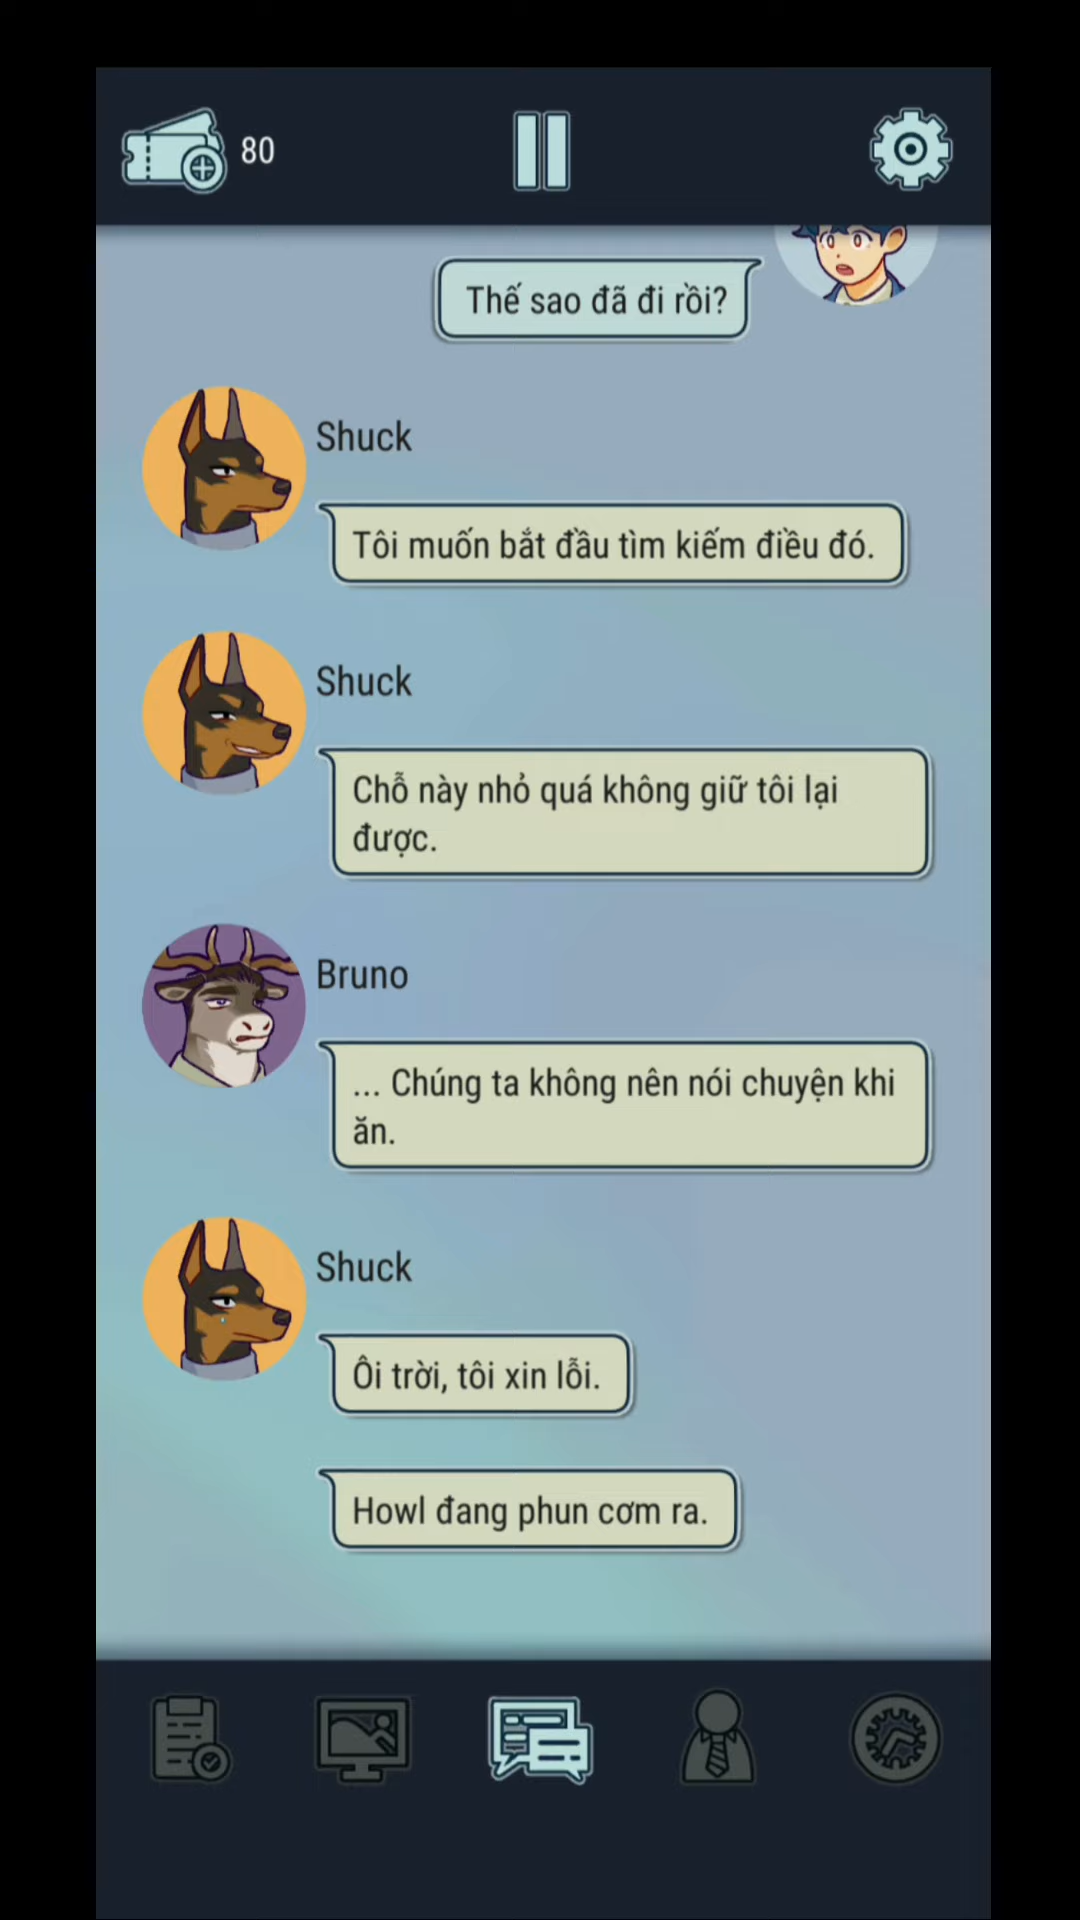 80
Thế sao đã đi rồi?
Shuck
Tôi muốn bắt đầu tìm kiếm điều đó.
Shuck
Chỗ này nhỏ quá không giữ tôi lại
được.
Bruno
... Chúng ta không nên nói chuyện khi
ăn.
Shuck
Ôi trời, tôi xin lỗi.
Howl đang phun cơm ra.